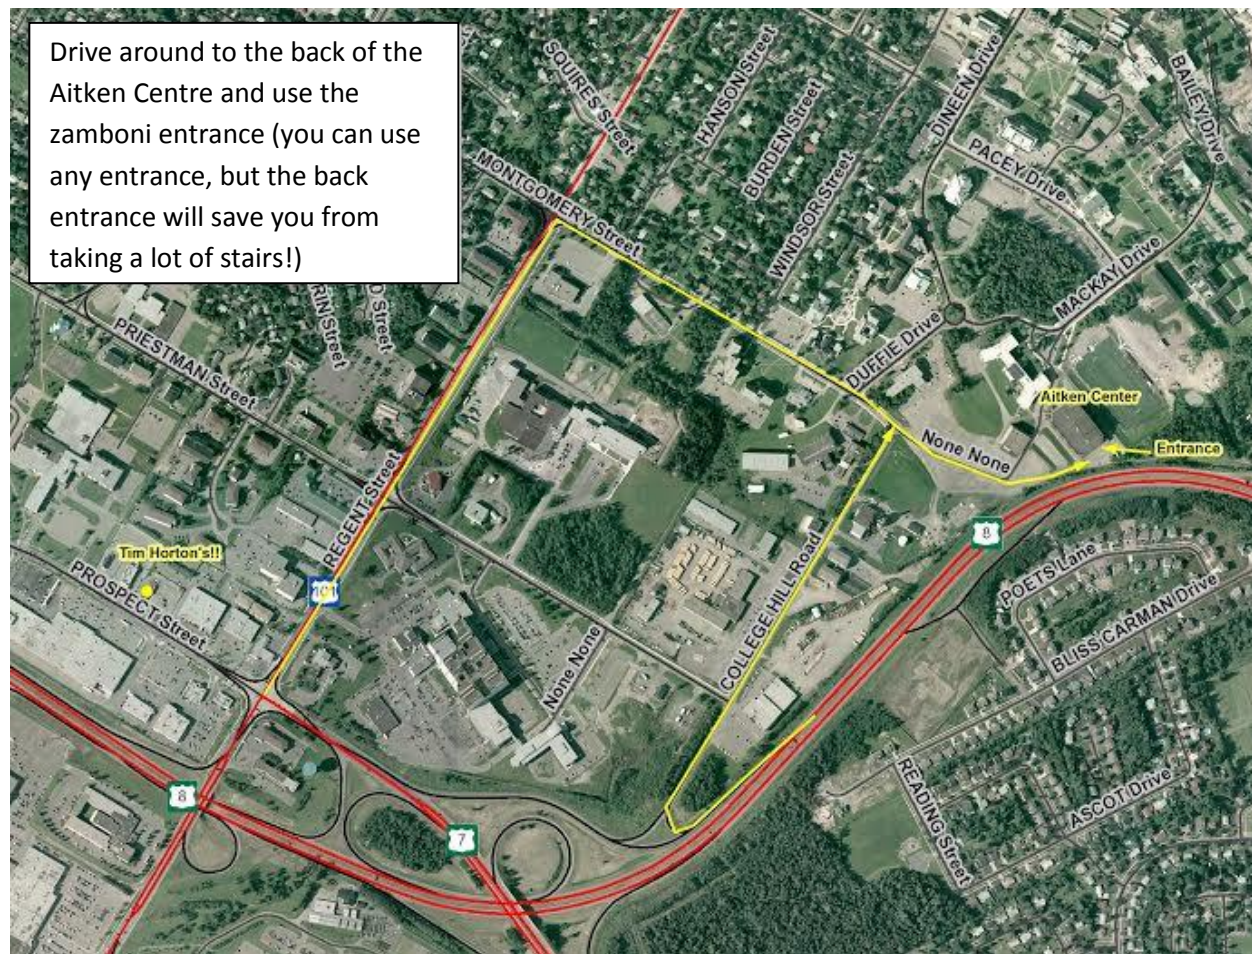 Drive around to the back of the
Aitken Centre and use the
zamboni entrance (you can use
any entrance, but the back
entrance will save you from
taking a lot of stairs!)
SQUIRES Street
HANSON Street
BURDEN Street
WINDSOR Street
DINEEN Drive
BAILEY Drive
PACEY Drive
MACKAY Drive
MONTGOMERY Street
DUFFIE Drive
PRIESTMAN Street
Street
REGENT Street
Aitken Center
None None
Entrance
8
Tim Horton's!!
101
PROSPECT Street
COLLEGE HILL Road
None None
POETS Lane
BLISS CARMAN Drive
READING Street
ASCOT Drive
8
7